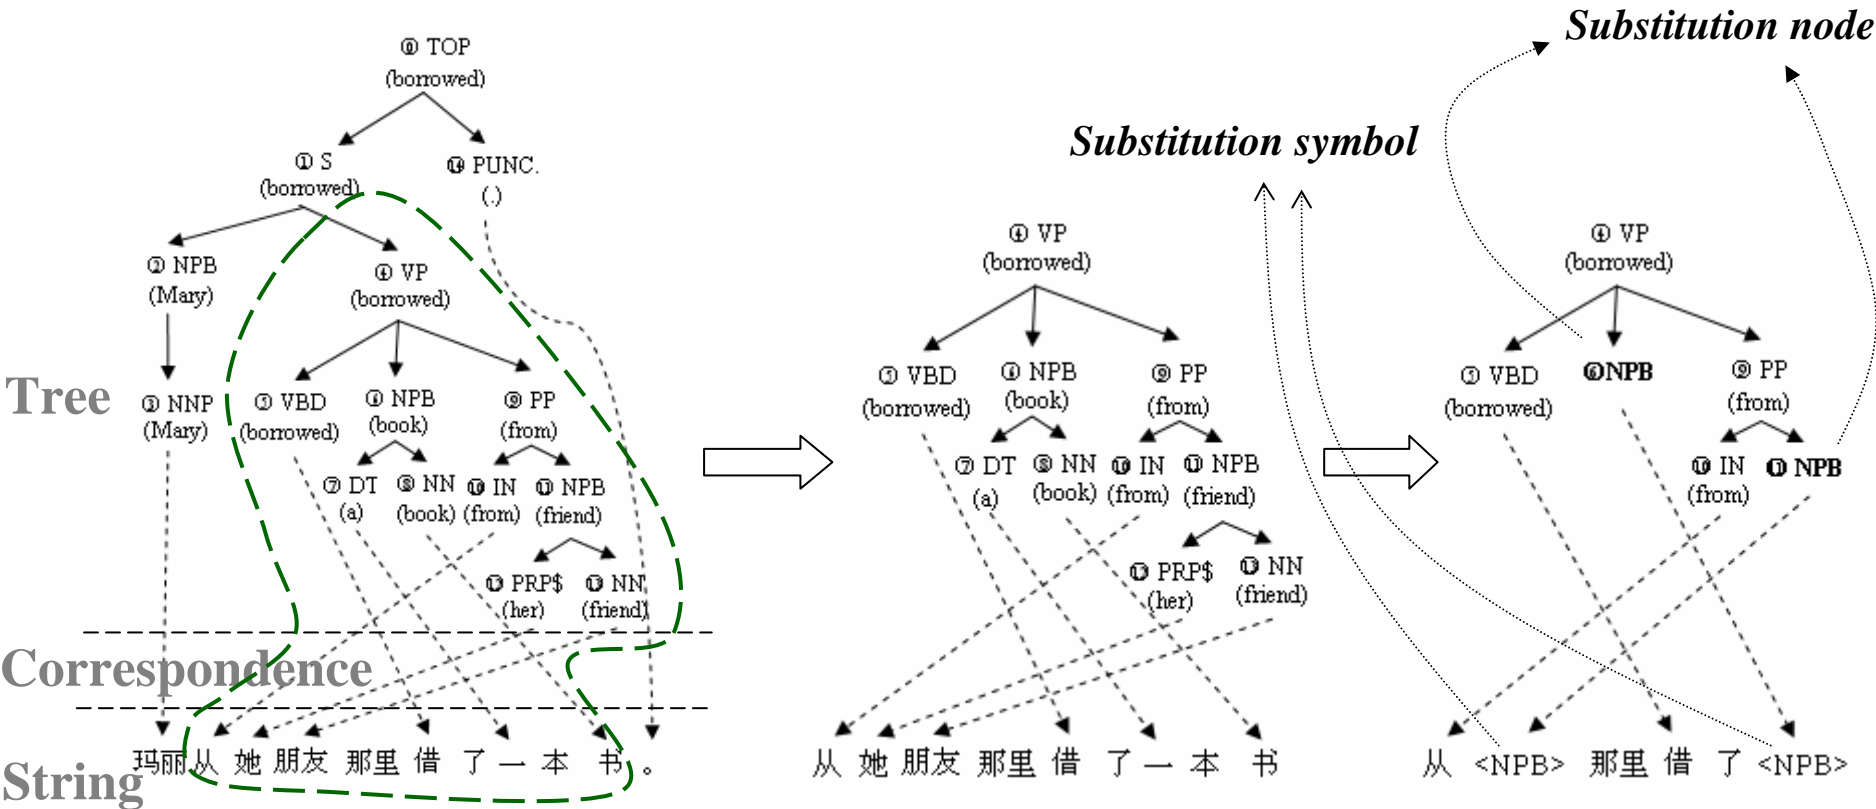 Substitution node
Substitution symbol
Tree
Correspondence
String
⓪ TOP
(borrowed)
① S
(borrowed)
⑭ PUNC.
(.)
② NPB
(Mary)
④ VP
(borrowed)
③ NNP
(Mary)
⑤ VBD
(borrowed)
⑥ NPB
(book)
⑨ PP
(from)
⑦ DT
(a)
⑧ NN
(book)
⑩ IN
(from)
⑪ NPB
(friend)
⑫ PRP$
(her)
⑬ NN
(friend)
玛丽 从 她 朋友 那里 借 了 一 本 书 。
④ VP
(borrowed)
⑤ VBD
(borrowed)
⑥ NPB
(book)
⑨ PP
(from)
⑦ DT
(a)
⑧ NN
(book)
⑩ IN
(from)
⑪ NPB
(friend)
⑫ PRP$
(her)
⑬ NN
(friend)
从 她 朋友 那里 借 了 一 本 书
④ VP
(borrowed)
⑤ VBD
(borrowed)
⑥ NPB
⑨ PP
(from)
⑩ IN
(from)
⑪ NPB
从 <NPB> 那里 借 了 <NPB>